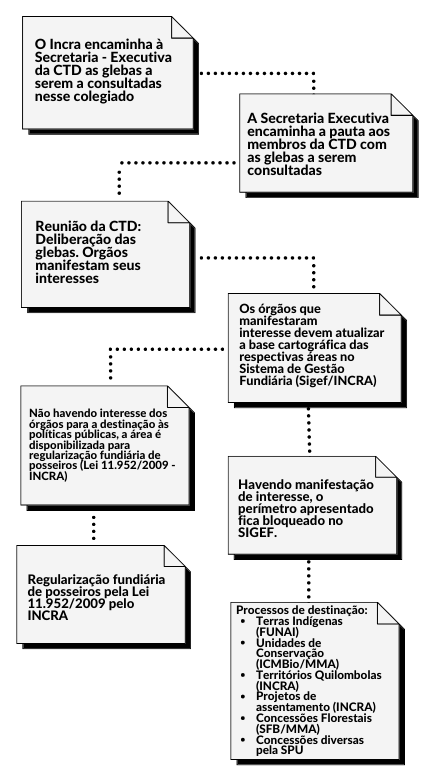 O Incra encaminha à
Secretaria - Executiva
da CTD as glebas a
serem a consultadas
nesse colegiado
A Secretaria Executiva
encaminha a pauta aos
membros da CTD com
as glebas a serem
consultadas
Reunião da CTD:
Deliberação das
glebas. Orgãos
manifestam seus
interesses
Os órgãos que
manifestaram
interesse devem atualizar
a base cartográfica das
respectivas áreas no
Sistema de Gestão
Fundiária (Sigef/INCRA)
Não havendo interesse dos
órgãos para a destinação às
políticas públicas, a área é
disponibilizada para
regularização fundiária de
posseiros (Lei 11.952/2009 -
INCRA)
Havendo manifestação
de interesse, o
perímetro apresentado
fica bloqueado no
SIGEF.
Regularização fundiária
de posseiros pela Lei
11.952/2009 pelo
INCRA
Processos de destinação:
• Terras Indígenas
(FUNAI)
• Unidades de
Conservação
(ICMBio/MMA)
• Territórios Quilombolas
(INCRA)
• Projetos de
assentamento (INCRA)
• Concessões Florestais
(SFB/MMA)
• Concessões diversas
pela SPU